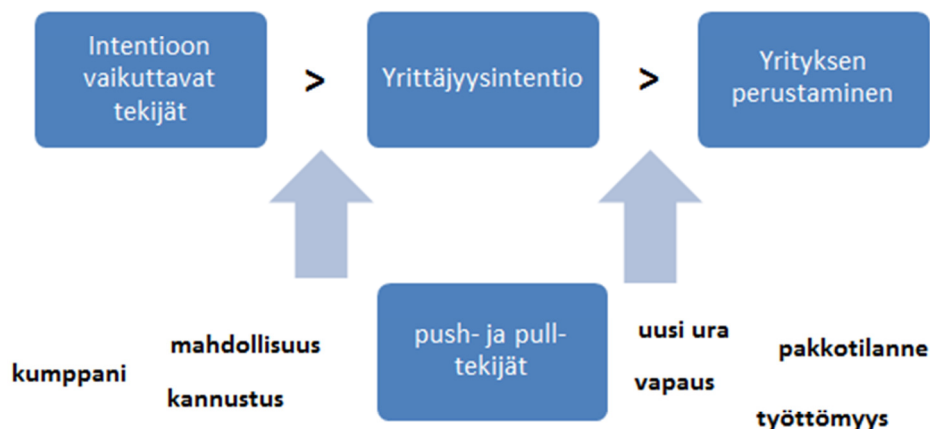 Intentioon
vaikuttavat
tekijät
>
Yrittäjyysintentio
>
Yrityksen
perustaminen
push- ja pull-
tekijät
kumppani
mahdollisuus
kannustus
uusi ura
vapaus
pakkotilanne
työttömyys